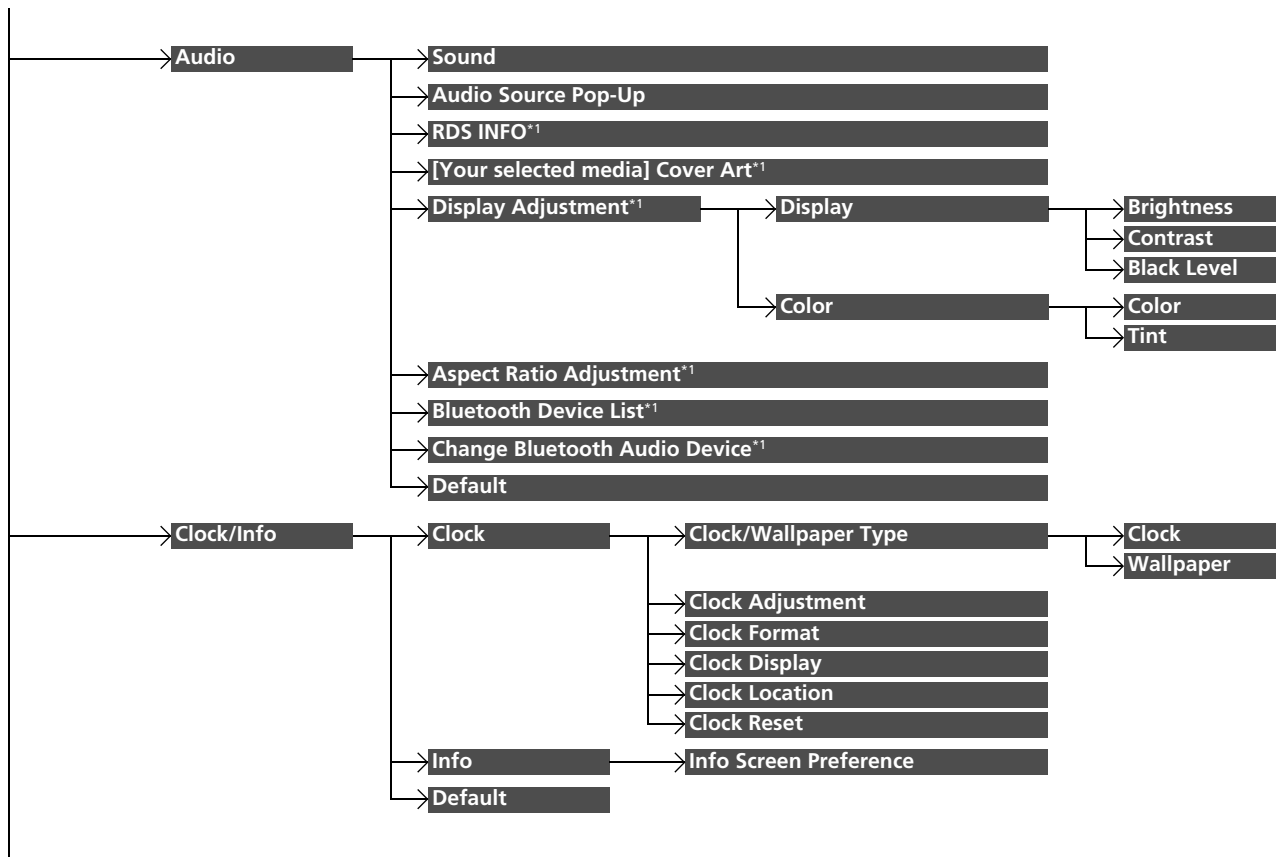 Audio
Sound
Audio Source Pop-Up
RDS INFO*1
[Your selected media] Cover Art*1
Display Adjustment*1
Display
Brightness
Contrast
Black Level
Color
Color
Tint
Aspect Ratio Adjustment*1
Bluetooth Device List*1
Change Bluetooth Audio Device*1
Default
Clock/Info
Clock
Clock/Wallpaper Type
Clock
Wallpaper
Clock Adjustment
Clock Format
Clock Display
Clock Location
Clock Reset
Info
Info Screen Preference
Default